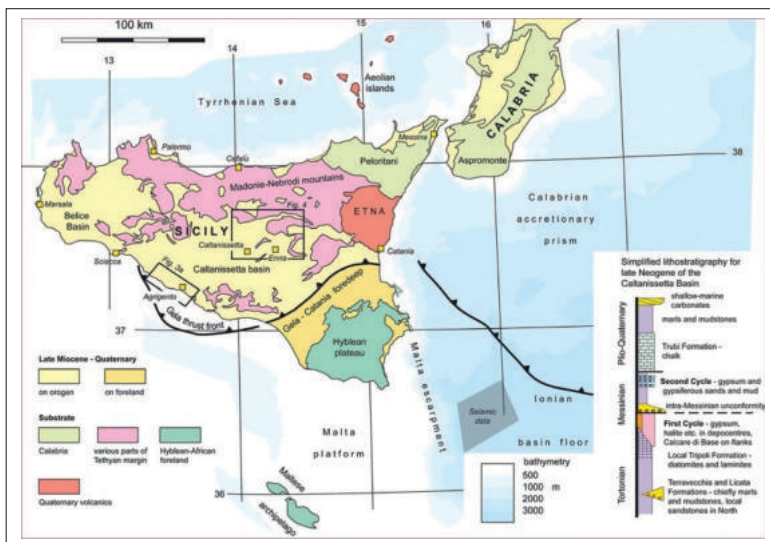 100 km
13
14
15
16
Aeolian
islands
Tyrrhenian Sea
CALABRIA
Messina
Palermo
Cefalù
Peloritani
Aspromonte
38
Madonie-Nebrodi mountains
Marsala
Fig. 4
ETNA
Calabrian
accretionary
prism
Belice
Basin
SICILY
Caltanissetta
Enna
Catania
Sciacca
Fig. 3a
Caltanissetta basin
Agrigento
Gela - Catania foredeep
37
Gela thrust front
Hyblean
plateau
Malta escarpment
Ionian
basin floor
Seismic
data
Malta
platform
36
Maltese
archipelago
Late Miocene - Quaternary
on orogen
on foreland
Substrate
Calabria
various parts of
Tethyan margin
Hyblean-African
foreland
Quaternary volcanics
bathymetry
500
1000 m
2000
3000
Simplified lithostratigraphy for
late Neogene of the
Caltanissetta Basin
Plio-Quaternary
shallow-marine
carbonates
marls and mudstones
Trubi Formation -
chalk
Messinian
Second Cycle - gypsum and
gypsiferous sands and mud
intra-Messinian unconformity
First Cycle - gypsum,
halite etc. in depocentres,
Calcare di Base on flanks
Local Tripoli Formation -
diatomites and laminites
Tortonian
Terravecchia and Licata
Formations - chiefly marls
and mudstones, local
sandstones in North